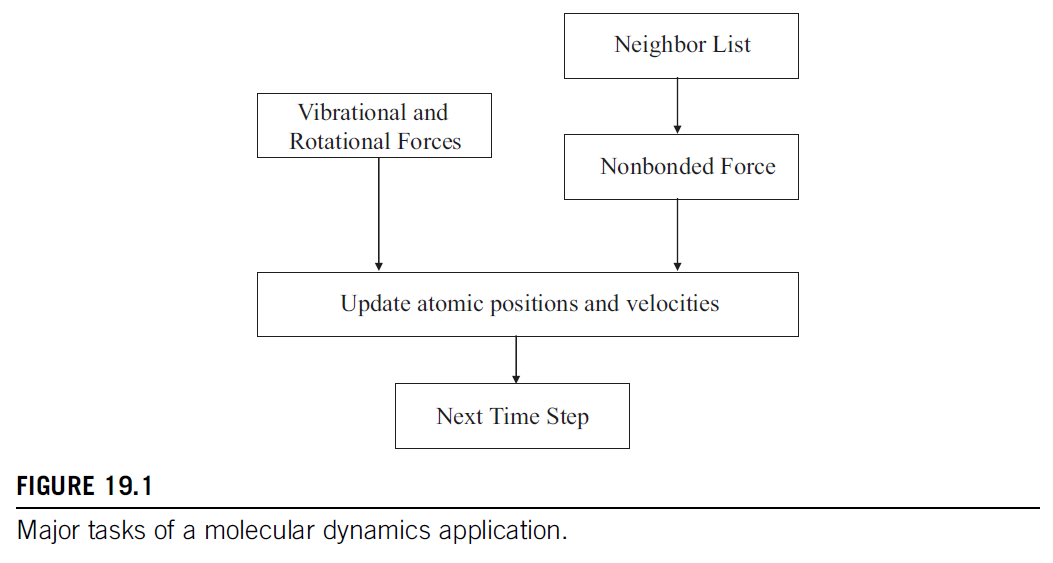 Neighbor List
Vibrational and
Rotational Forces
Nonbonded Force
Update atomic positions and velocities
Next Time Step
FIGURE 19.1
Major tasks of a molecular dynamics application.